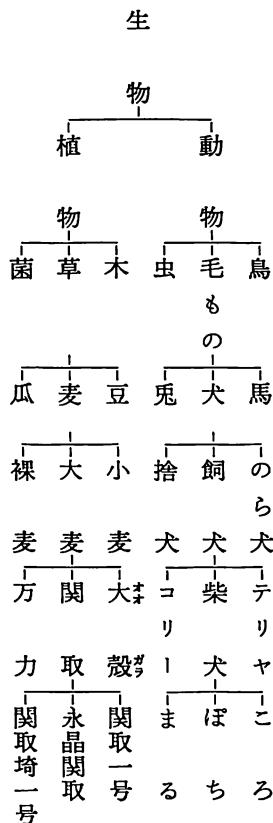 生物
動物
植物
鳥
毛もの
虫
木
草
菌
馬
犬
兎
豆
麦
瓜
のら犬
飼犬
捨犬
小麦
大麦
裸麦
テリヤ
柴犬
コリー
大殻
オオガラ
関取
万力
ころ
ぽち
まる
関取一号
永晶関取
関取埼一号